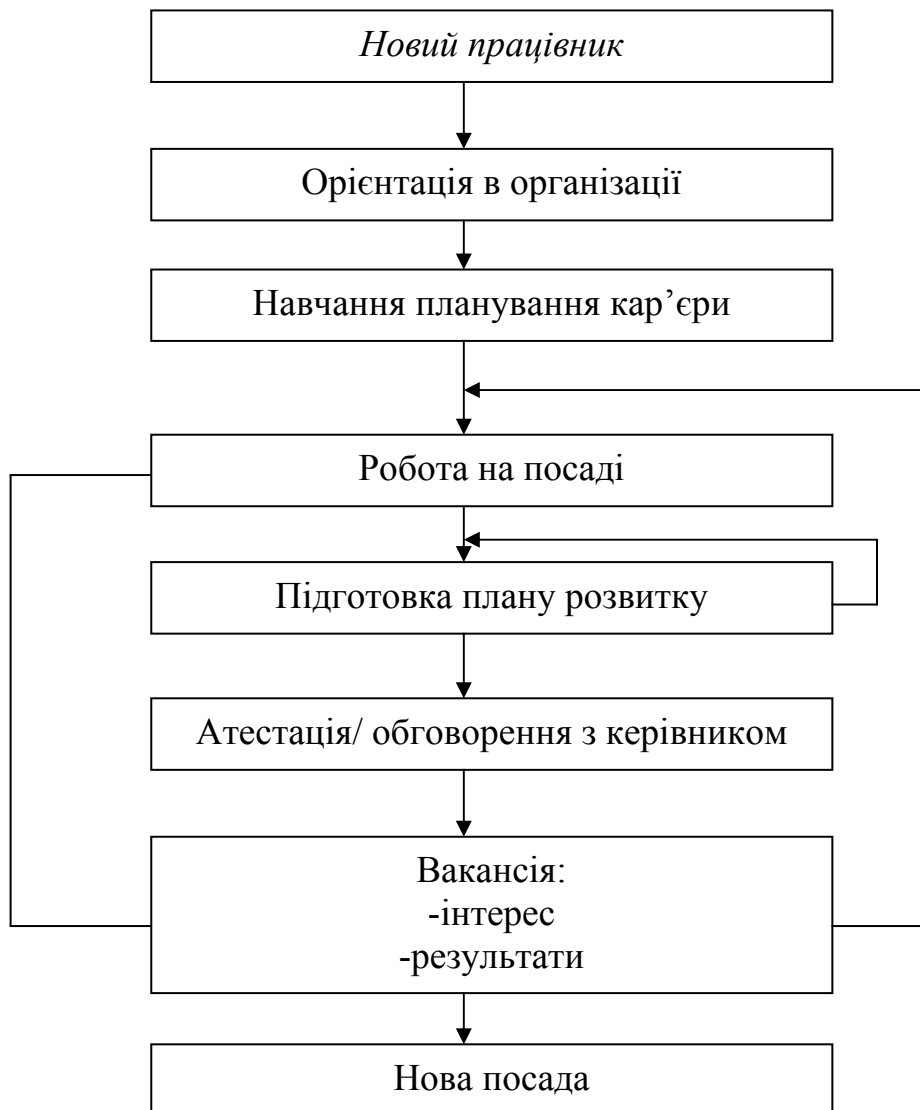 Новий працівник
Орієнтація в організації
Навчання планування кар’єри
Робота на посаді
Підготовка плану розвитку
Атестація/ обговорення з керівником
Вакансія:
-інтерес
-результати
Нова посада